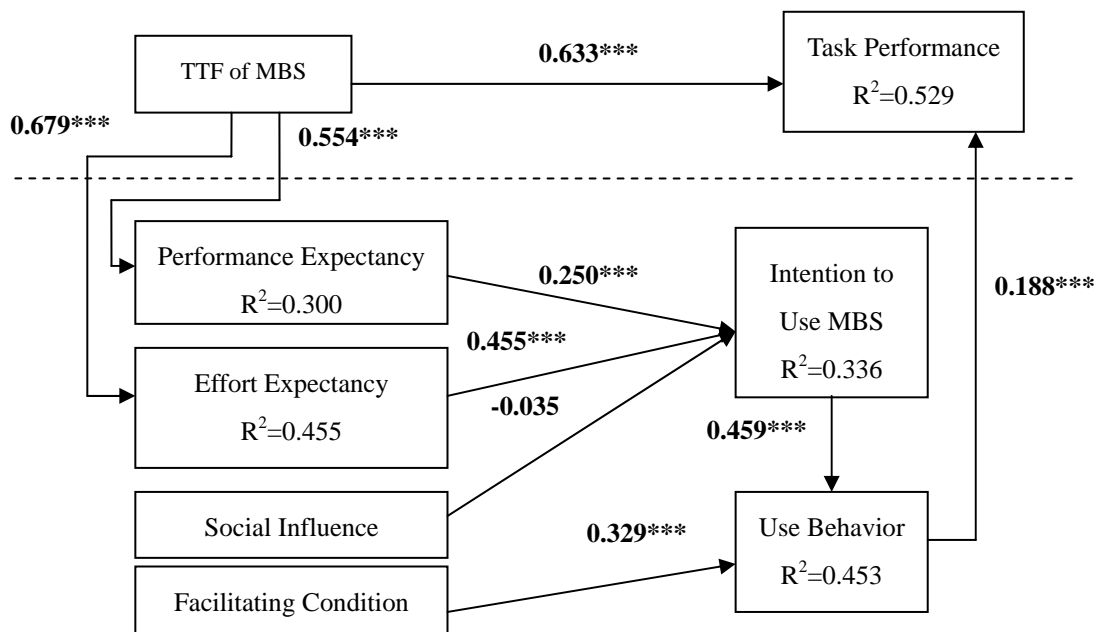 TTF of MBS
0.633***
Task Performance
R²=0.529
0.679***
0.554***
Performance Expectancy
R²=0.300
0.250***
Intention to
Use MBS
R²=0.336
0.188***
0.455***
Effort Expectancy
R²=0.455
-0.035
0.459***
Social Influence
0.329***
Use Behavior
R²=0.453
Facilitating Condition